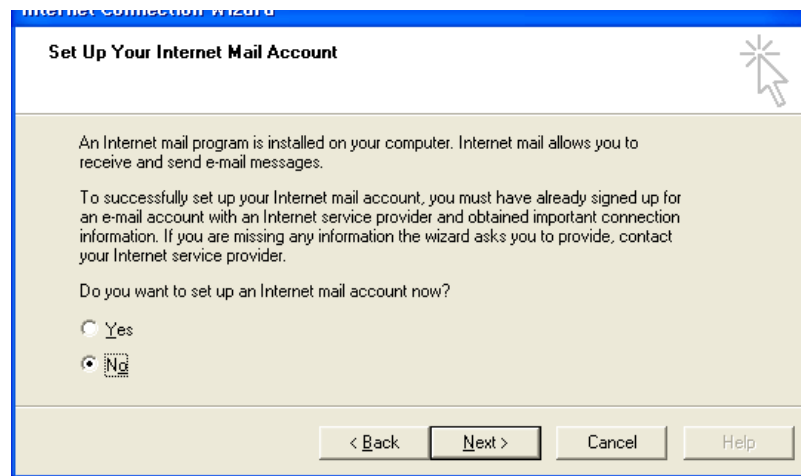 Internet Connection Wizard
Set Up Your Internet Mail Account
An Internet mail program is installed on your computer. Internet mail allows you to
receive and send e-mail messages.
To successfully set up your Internet mail account, you must have already signed up for
an e-mail account with an Internet service provider and obtained important connection
information. If you are missing any information the wizard asks you to provide, contact
your Internet service provider.
Do you want to set up an Internet mail account now?
Yes
No
< Back Next > Cancel Help